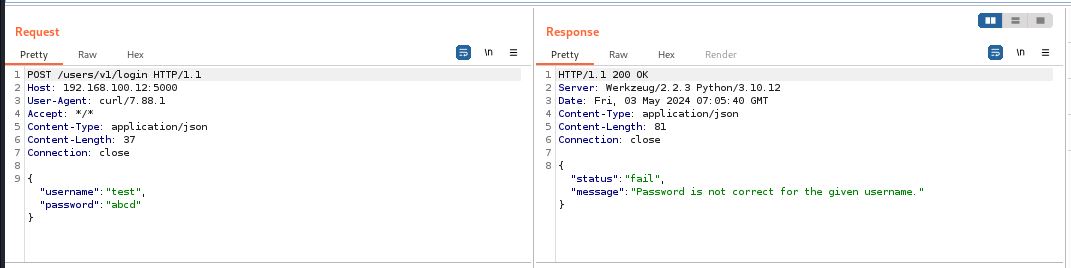 Request
Pretty Raw Hex \n
1 POST /users/v1/login HTTP/1.1
2 Host: 192.168.100.12:5000
3 User-Agent: curl/7.88.1
4 Accept: */*
5 Content-Type: application/json
6 Content-Length: 37
7 Connection: close
8
9 {
"username":"test",
"password":"abcd"
}
Response
Pretty Raw Hex Render \n
1 HTTP/1.1 200 OK
2 Server: Werkzeug/2.2.3 Python/3.10.12
3 Date: Fri, 03 May 2024 07:05:40 GMT
4 Content-Type: application/json
5 Content-Length: 81
6 Connection: close
7
8 {
"status":"fail",
"message":"Password is not correct for the given username."
}